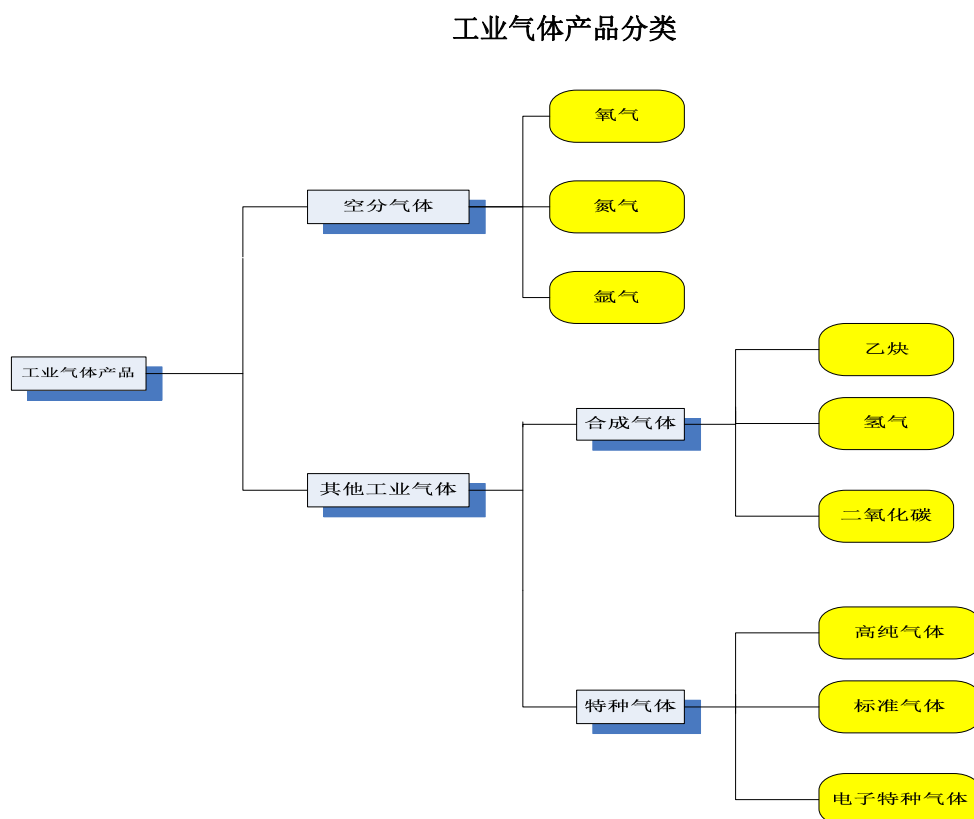 工业气体产品分类
氧气
空分气体
氮气
氩气
乙炔
工业气体产品
合成气体
氢气
其他工业气体
二氧化碳
高纯气体
特种气体
标准气体
电子特种气体